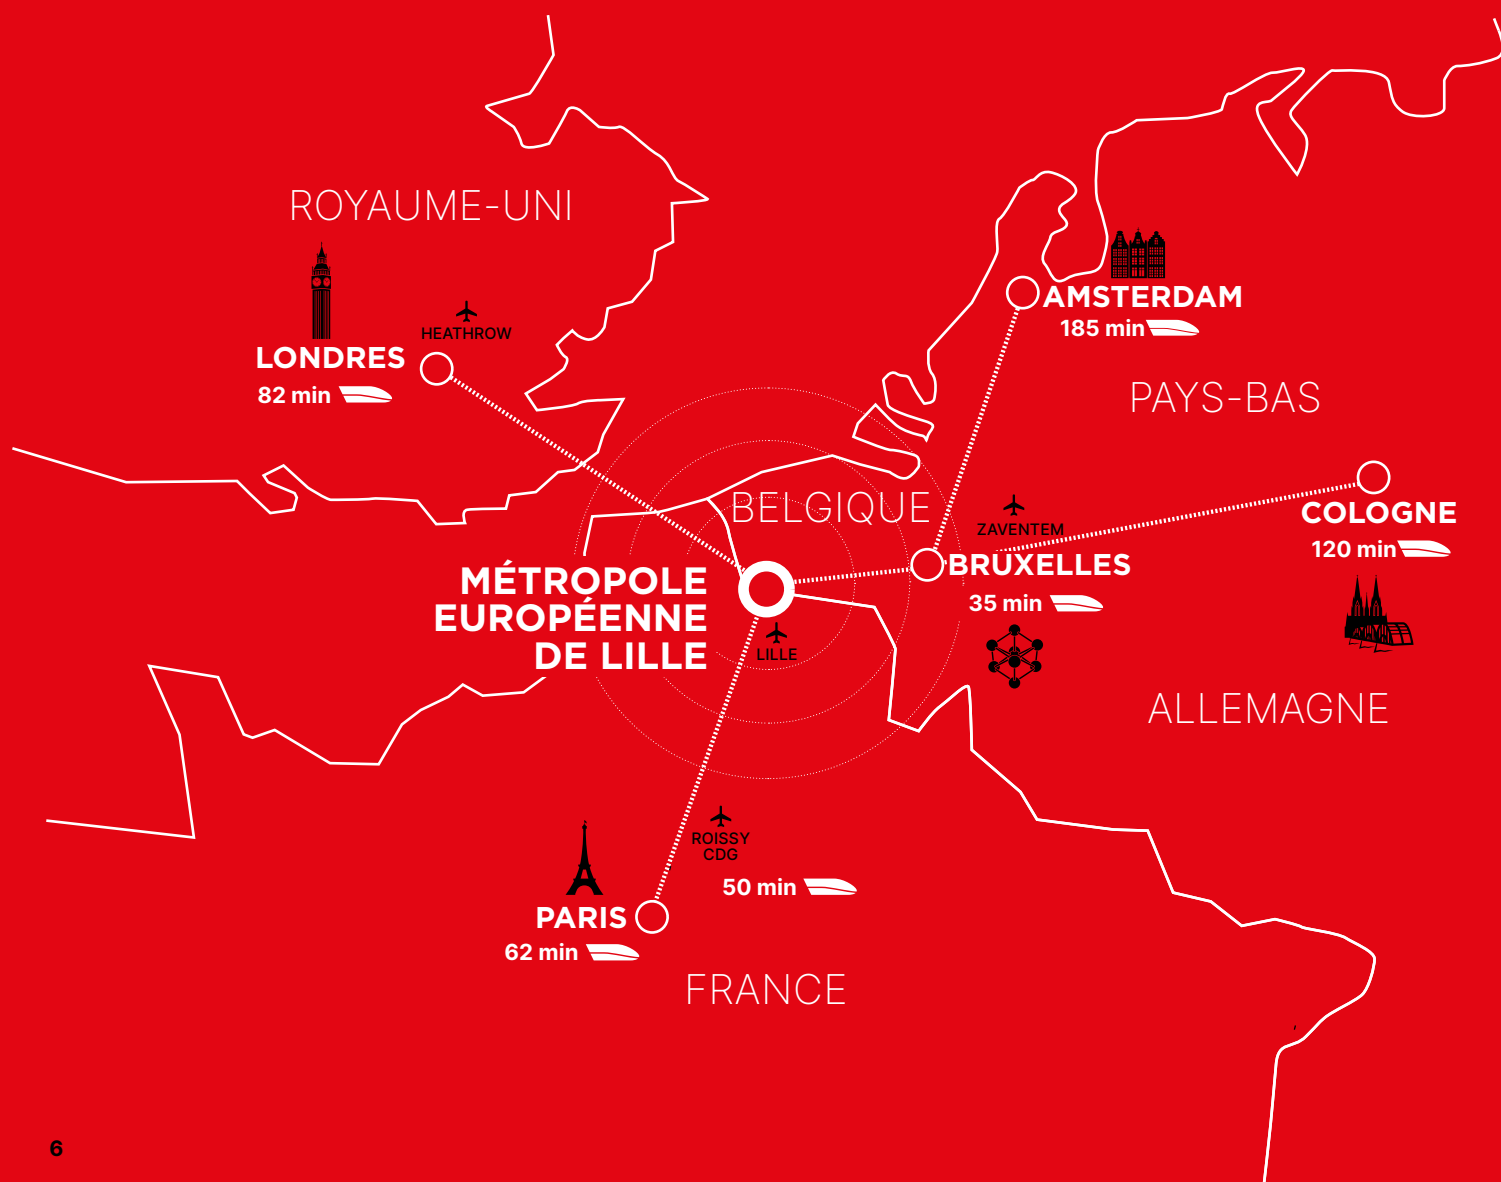 ROYAUME-UNI
HEATHROW
LONDRES
82 min
AMSTERDAM
185 min
PAYS-BAS
BELGIQUE
ZAVENTEM
COLOGNE
120 min
BRUXELLES
35 min
MÉTROPOLE
EUROPÉENNE
DE LILLE
LILLE
ALLEMAGNE
ROISSY
CDG
50 min
PARIS
62 min
FRANCE
6